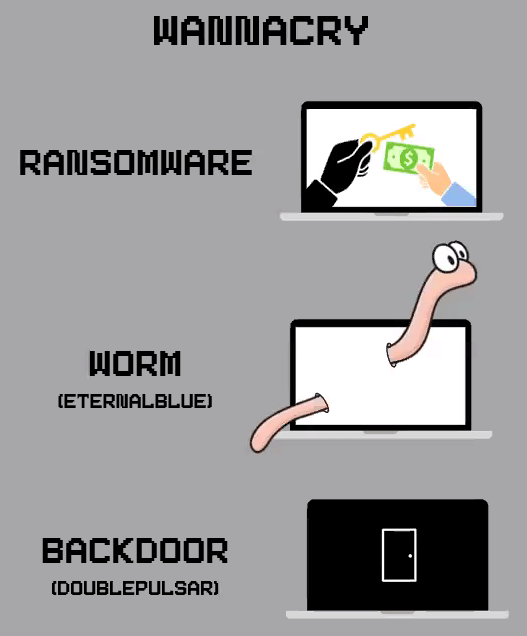 WANNACRY
RANSOMWARE
$
WORM
(ETERNALBLUE)
BACKDOOR
(DOUBLEPULSAR)